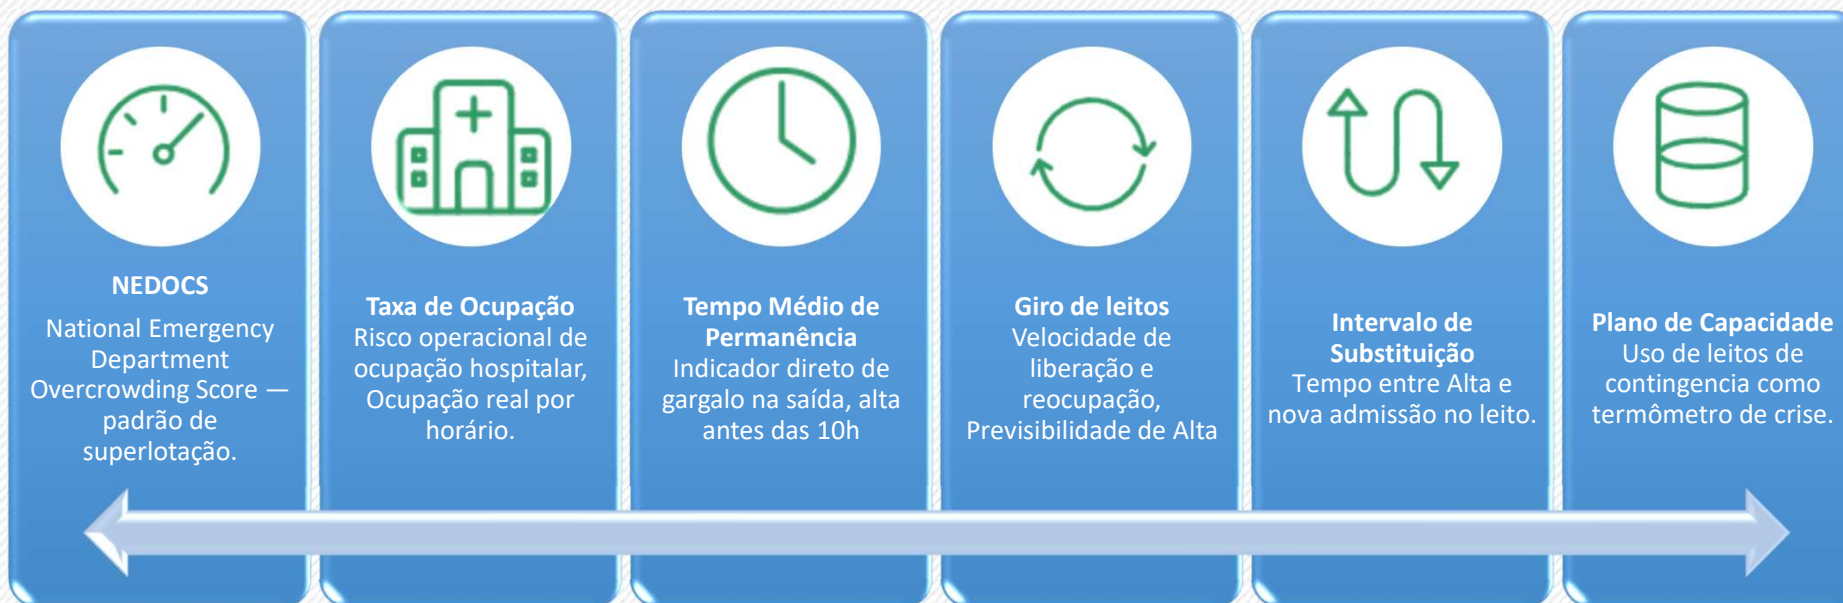 NEDOCS
National Emergency
Department
Overcrowding Score —
padrão de
superlotação.
Taxa de Ocupação
Risco operacional de
ocupação hospitalar,
Ocupação real por
horário.
Tempo Médio de
Permanência
Indicador direto de
gargalo na saída, alta
antes das 10h
Giro de leitos
Velocidade de
liberação e
reocupação,
Previsibilidade de Alta
Intervalo de
Substituição
Tempo entre Alta e
nova admissão no leito.
Plano de Capacidade
Uso de leitos de
contingencia como
termômetro de crise.